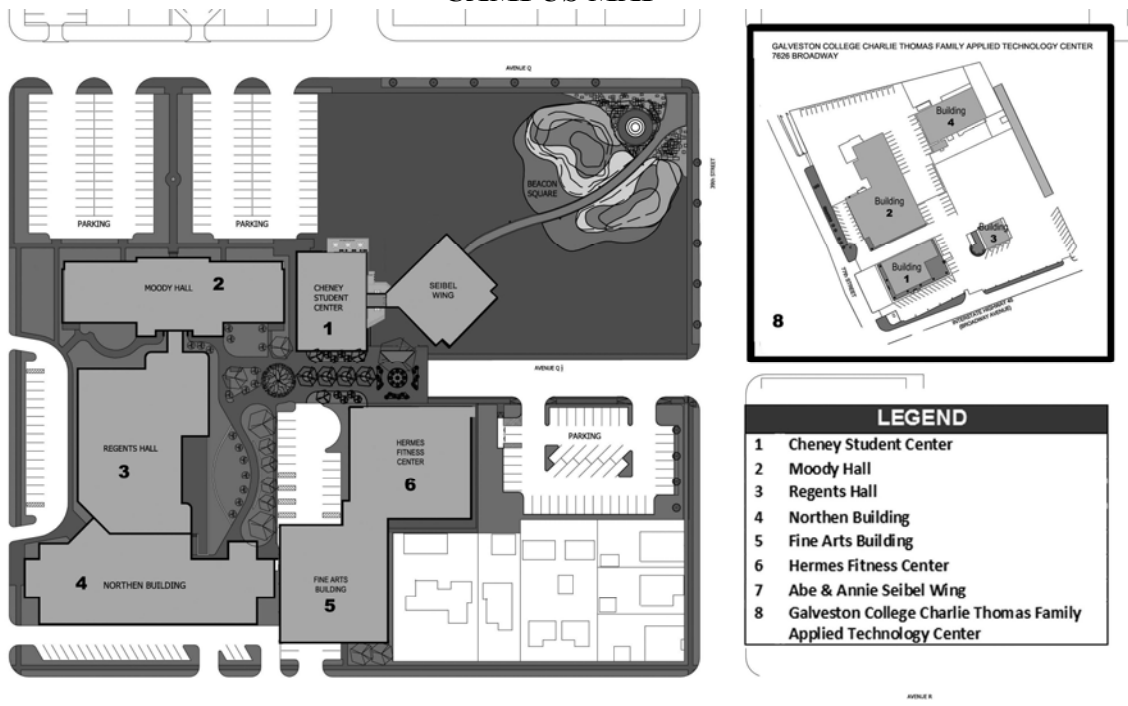 CAMPUS MAP
AVENUE Q
39th STREET
BEACON
SQUARE
PARKING
PARKING
MOODY HALL 2
CHENEY
STUDENT
CENTER
1
SEIBEL
WING
AVENUE Q ½
REGENTS HALL
3
HERMES
FITNESS
CENTER
6
PARKING
4 NORTHEN BUILDING
FINE ARTS
BUILDING
5
GALVESTON COLLEGE CHARLIE THOMAS FAMILY APPLIED TECHNOLOGY CENTER
7626 BROADWAY
Building
4
Building
2
Building
3
Building
1
77th STREET
INTERSTATE HIGHWAY 45
(BROADWAY AVENUE)
8
LEGEND
1 Cheney Student Center
2 Moody Hall
3 Regents Hall
4 Northen Building
5 Fine Arts Building
6 Hermes Fitness Center
7 Abe & Annie Seibel Wing
8 Galveston College Charlie Thomas Family
Applied Technology Center
AVENUE R